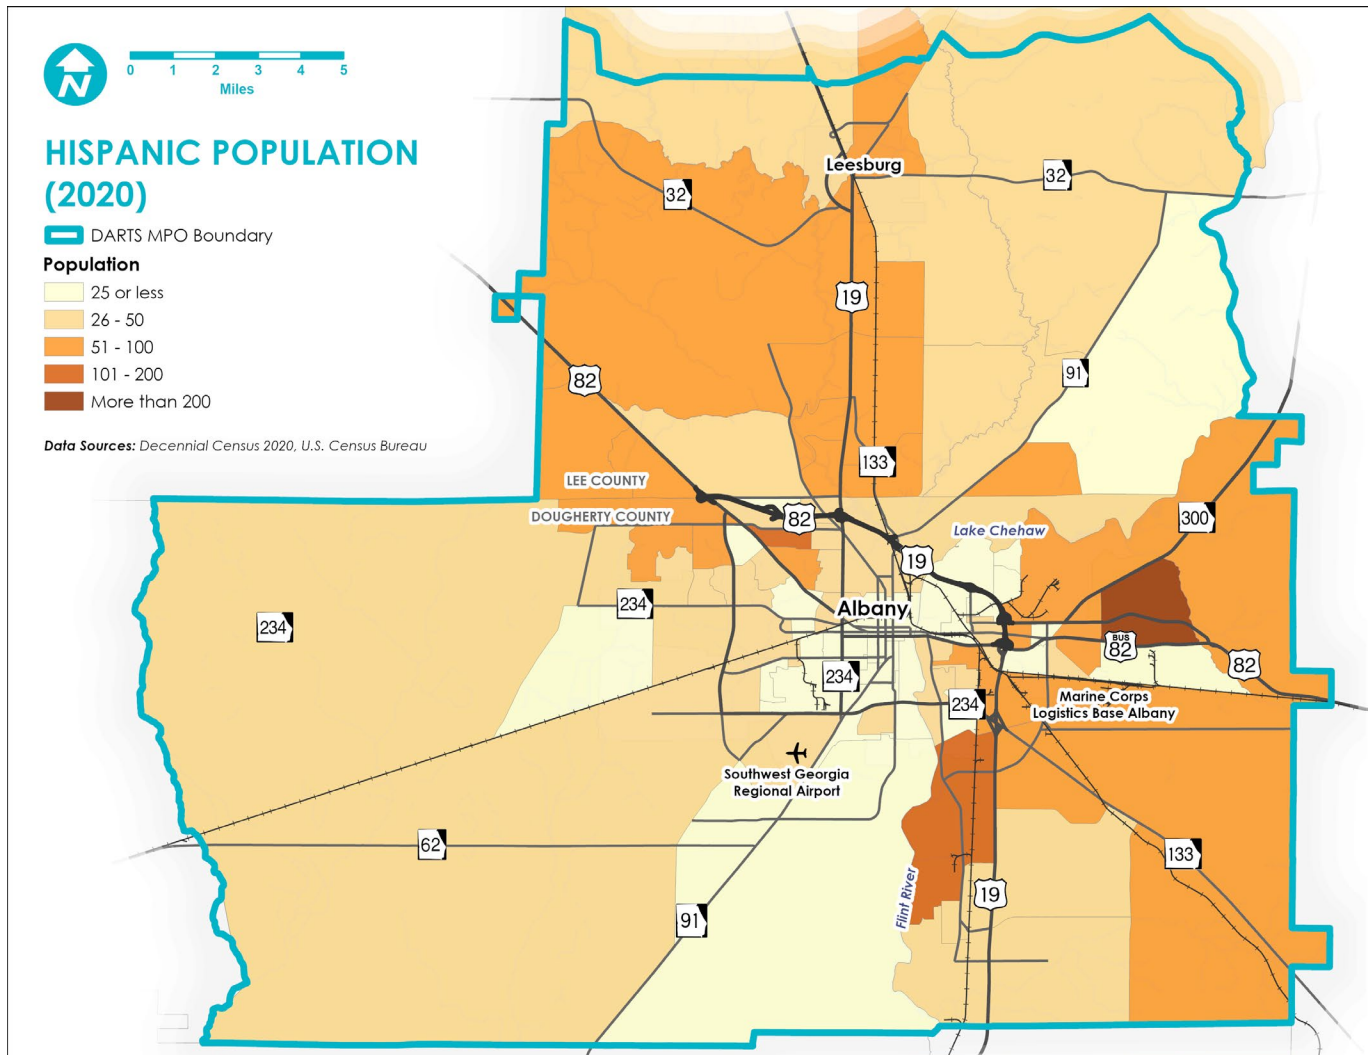 N
0 1 2 3 4 5
Miles
HISPANIC POPULATION
(2020)
DARTS MPO Boundary
Population
25 or less
26 - 50
51 - 100
101 - 200
More than 200
Data Sources: Decennial Census 2020, U.S. Census Bureau
Leesburg
32
32
19
82
91
133
LEE COUNTY
DOUGHERTY COUNTY
82
300
Lake Chehaw
19
234
234
Albany
BUS
82
82
234
234
Marine Corps
Logistics Base Albany
Southwest Georgia
Regional Airport
62
133
Flint River
19
91